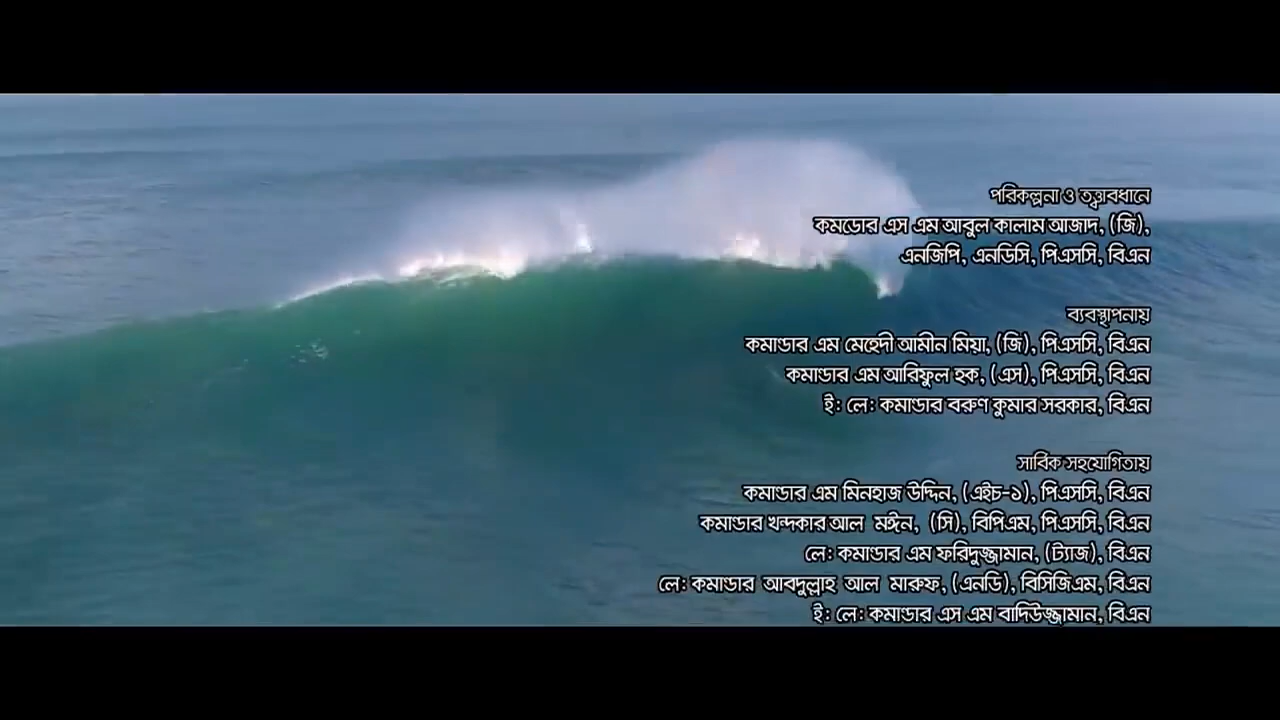 পরিকল্পনা ও তত্ত্বাবধানে
কমডোর এস এম আবুল কালাম আজাদ, (জি),
এনজিপি, এনডিসি, পিএসসি, বিএন
ব্যবস্থাপনায়
কমান্ডার এম মেহেদী আমীন মিয়া, (জি), পিএসসি, বিএন
কমান্ডার এম আরিফুল হক, (এস), পিএসসি, বিএন
ই: লে: কমান্ডার বরুণ কুমার সরকার, বিএন
সার্বিক সহযোগিতায়
কমান্ডার এম মিনহাজ উদ্দিন, (এইচ-১), পিএসসি, বিএন
কমান্ডার খন্দকার আল মঈন, (সি), বিপিএম, পিএসসি, বিএন
লে: কমান্ডার এম ফরিদুজ্জামান, (ট্যাজ), বিএন
লে: কমান্ডার আবদুল্লাহ আল মারুফ, (এনডি), বিসিজিএম, বিএন
ই: লে: কমান্ডার এস এম বাদিউজ্জামান, বিএন